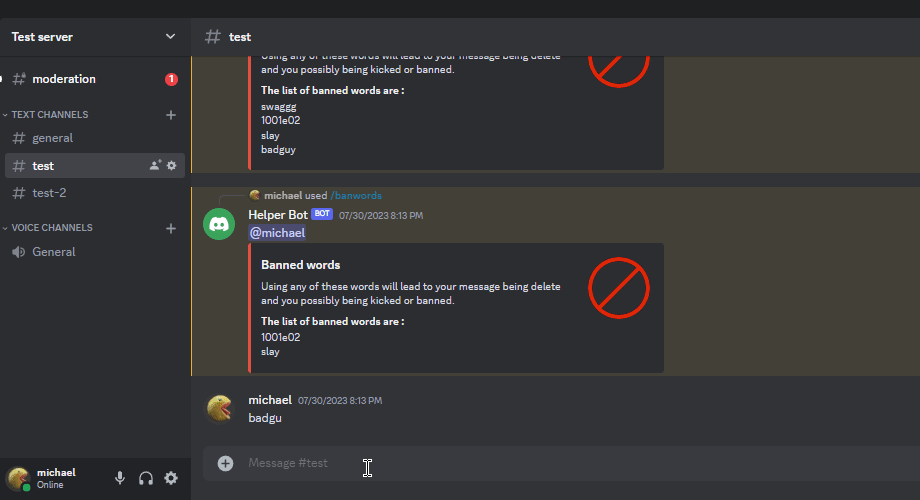 Test server
# test
moderation
1
TEXT CHANNELS
general
test
test-2
VOICE CHANNELS
General
Using any of these words will lead to your message being delete
and you possibly being kicked or banned.
The list of banned words are :
swaggg
1001e02
slay
badguy
michael used /banwords
Helper Bot BOT 07/30/2023 8:13 PM
@michael
Banned words
Using any of these words will lead to your message being delete
and you possibly being kicked or banned.
The list of banned words are :
1001e02
slay
michael 07/30/2023 8:13 PM
badgu
Message #test
michael
Online